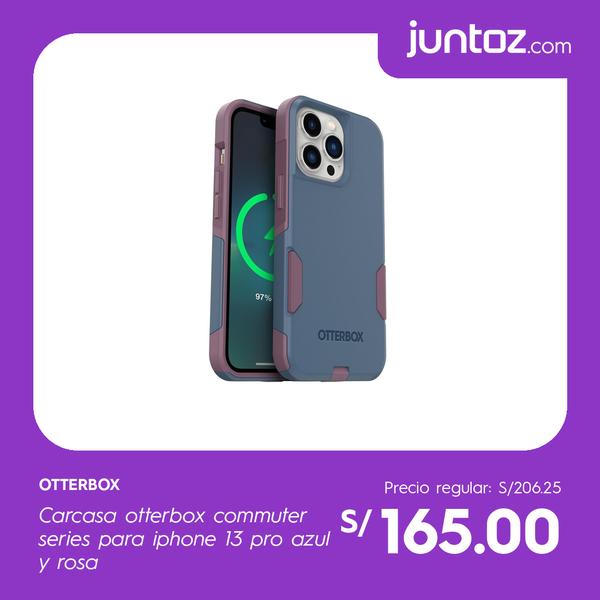 juntoz.com
97%
OTTERBOX
OTTERBOX
Carcasa otterbox commuter
series para iphone 13 pro azul
y rosa
Precio regular: S/206.25
S/ 165.00